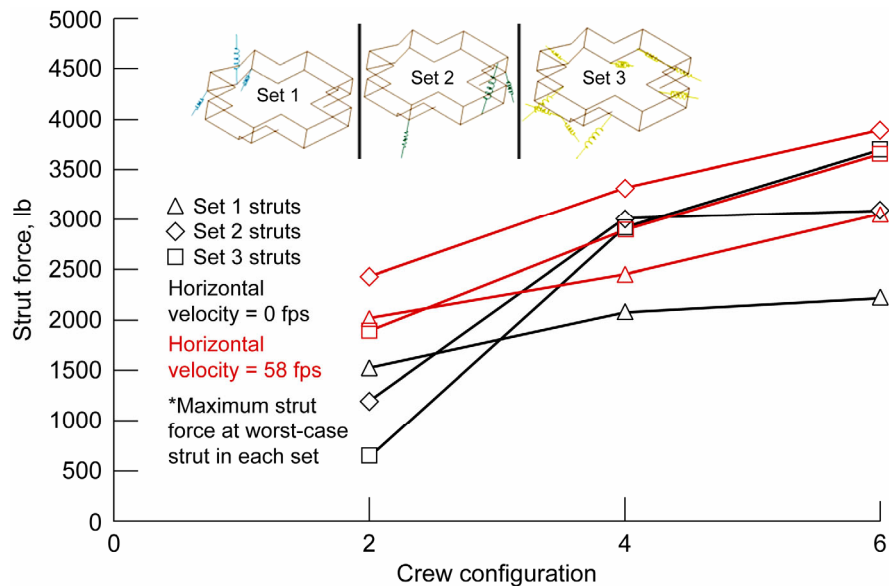 5000
4500
4000
3500
3000
2500
2000
1500
1000
500
0
Strut force, lb
Set 1
Set 2
Set 3
Set 1 struts
Set 2 struts
Set 3 struts
Horizontal
velocity = 0 fps
Horizontal
velocity = 58 fps
*Maximum strut
force at worst-case
strut in each set
0 2 4 6
Crew configuration